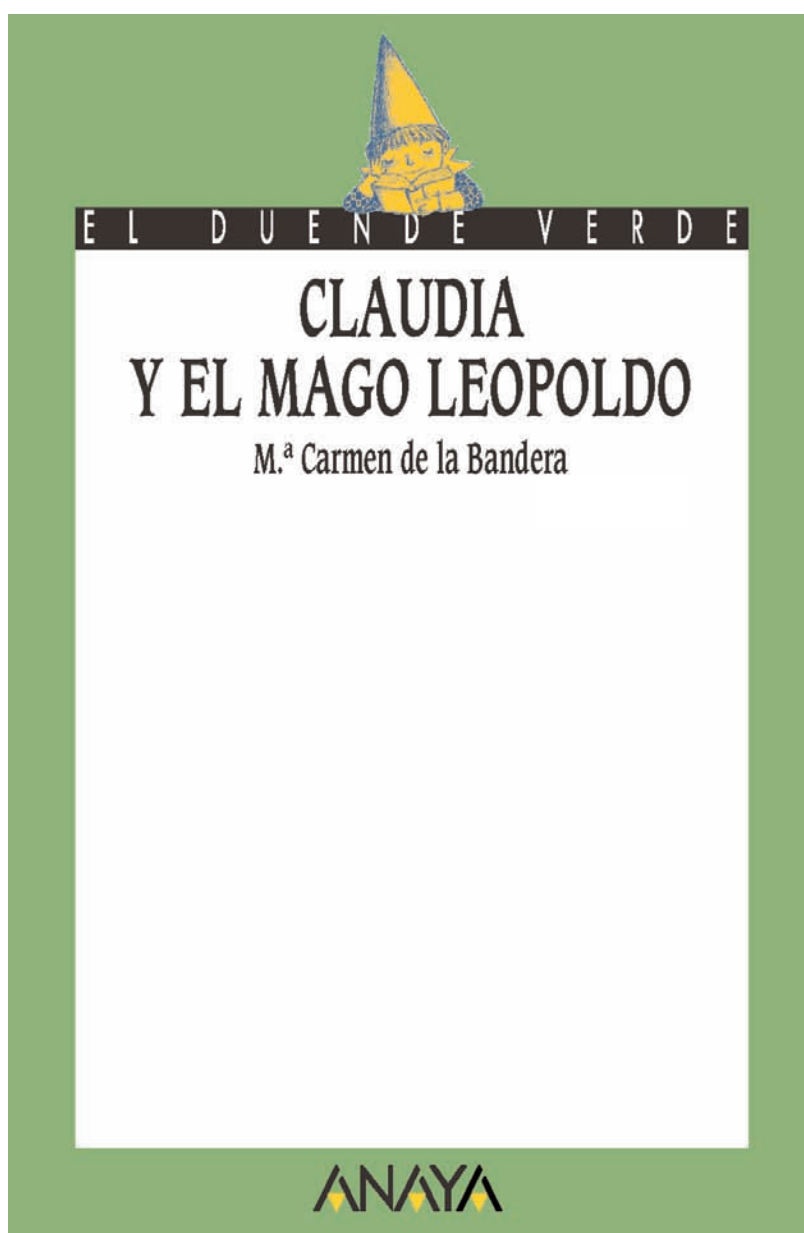 EL DUENDE VERDE
CLAUDIA
Y EL MAGO LEOPOLDO
M.ª Carmen de la Bandera
ANAYA